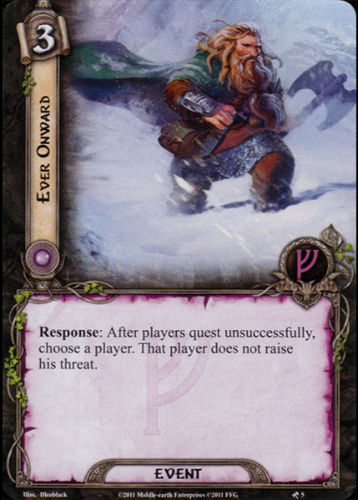 3
EVER ONWARD
Response: After players quest unsuccessfully,
choose a player. That player does not raise
his threat.
Illus. Dleoblack
EVENT
©2011 Middle-earth Enterprises ©2011 FFG
5